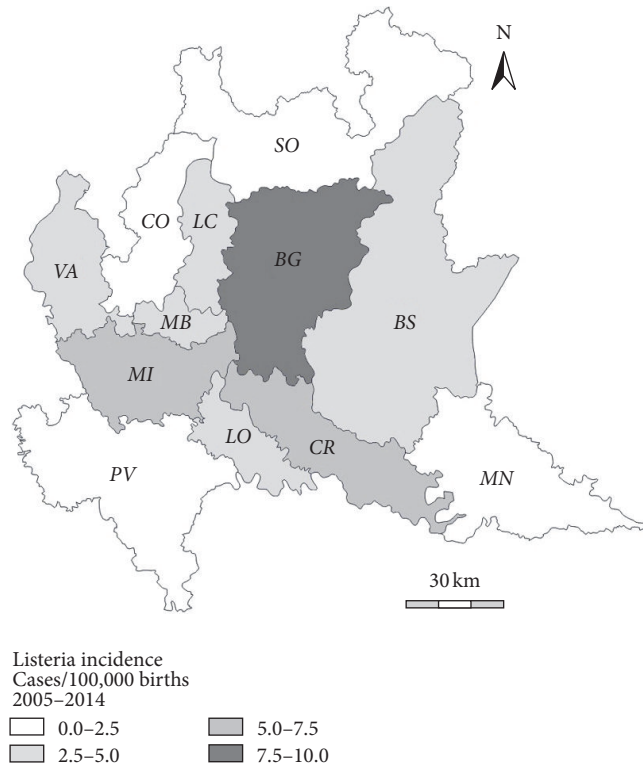 N
SO
CO
LC
BG
VA
MB
BS
MI
LO
CR
PV
MN
30 km
Listeria incidence
Cases/100,000 births
2005–2014
0.0–2.5
5.0–7.5
2.5–5.0
7.5–10.0